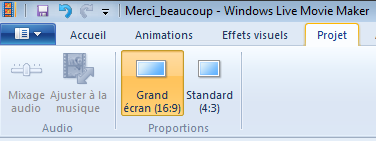 Merci_beaucoup - Windows Live Movie Maker
Accueil Animations Effets visuels Projet
Mixage audio
Ajuster à la musique
Grand écran (16:9)
Standard (4:3)
Audio Proportions